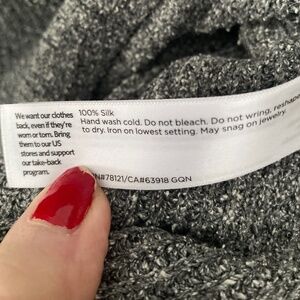 We want our clothes
back, even if they're
worn or torn. Bring
them to our US
stores and support
our take-back
program.
100% Silk
Hand wash cold. Do not bleach. Do not wring, reshape
to dry. Iron on lowest setting. May snag on jewelry.
N#78121/CA#63918 GQN